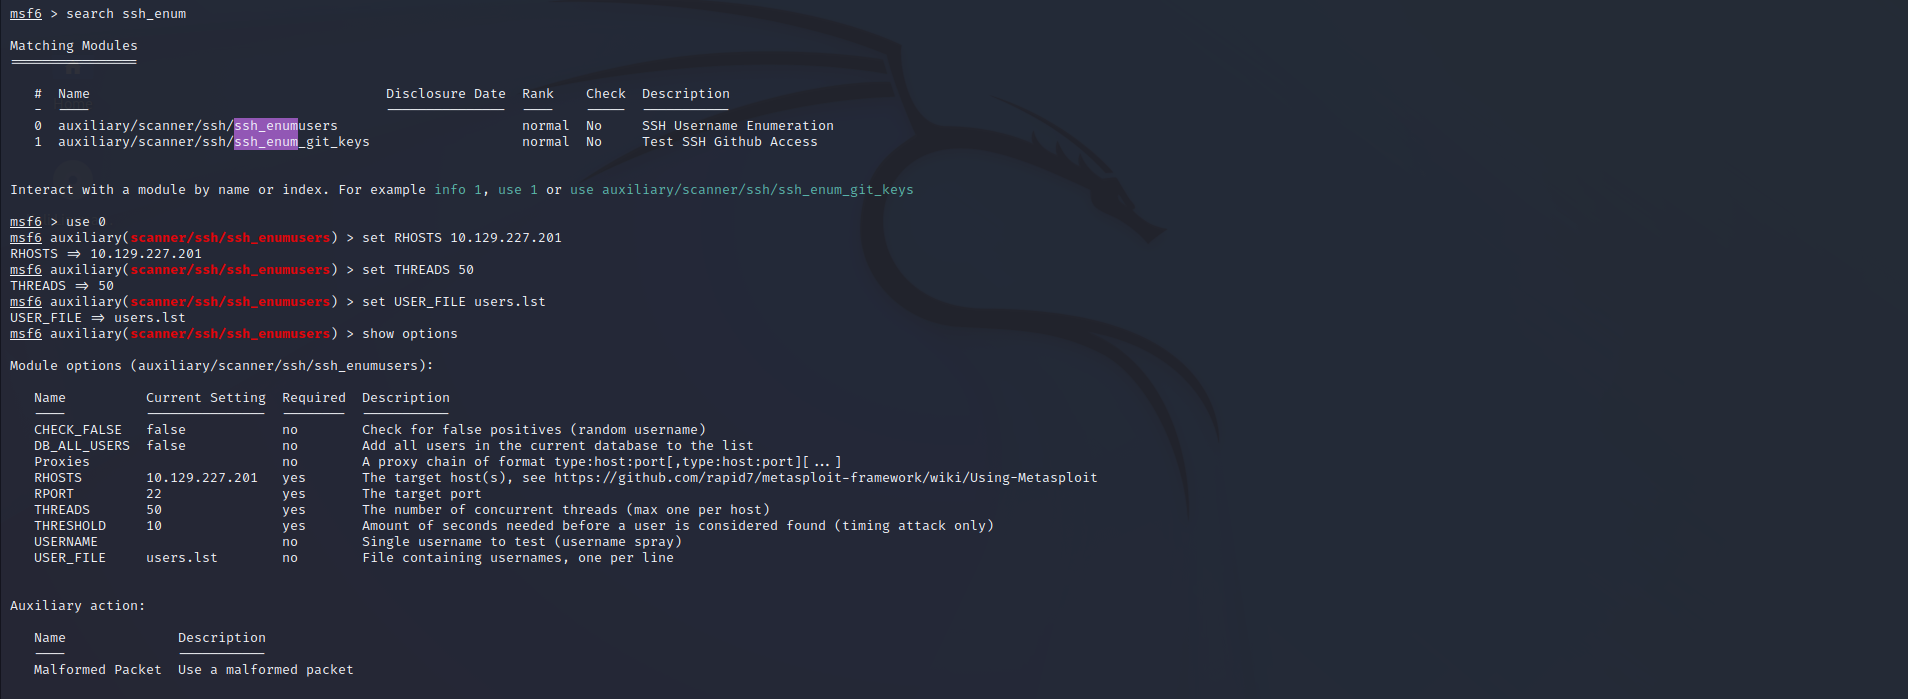 msf6 > search ssh_enum
Matching Modules
================
# Name Disclosure Date Rank Check Description
- ---- --------------- ---- ----- -----------
0 auxiliary/scanner/ssh/ssh_enumusers normal No SSH Username Enumeration
1 auxiliary/scanner/ssh/ssh_enum_git_keys normal No Test SSH Github Access
Interact with a module by name or index. For example info 1, use 1 or use auxiliary/scanner/ssh/ssh_enum_git_keys
msf6 > use 0
msf6 auxiliary(scanner/ssh/ssh_enumusers) > set RHOSTS 10.129.227.201
RHOSTS => 10.129.227.201
msf6 auxiliary(scanner/ssh/ssh_enumusers) > set THREADS 50
THREADS => 50
msf6 auxiliary(scanner/ssh/ssh_enumusers) > set USER_FILE users.lst
USER_FILE => users.lst
msf6 auxiliary(scanner/ssh/ssh_enumusers) > show options
Module options (auxiliary/scanner/ssh/ssh_enumusers):
Name Current Setting Required Description
---- --------------- -------- -----------
CHECK_FALSE false no Check for false positives (random username)
DB_ALL_USERS false no Add all users in the current database to the list
Proxies no A proxy chain of format type:host:port[,type:host:port][...]
RHOSTS 10.129.227.201 yes The target host(s), see https://github.com/rapid7/metasploit-framework/wiki/Using-Metasploit
RPORT 22 yes The target port
THREADS 50 yes The number of concurrent threads (max one per host)
THRESHOLD 10 yes Amount of seconds needed before a user is considered found (timing attack only)
USERNAME no Single username to test (username spray)
USER_FILE users.lst no File containing usernames, one per line
Auxiliary action:
Name Description
---- -----------
Malformed Packet Use a malformed packet